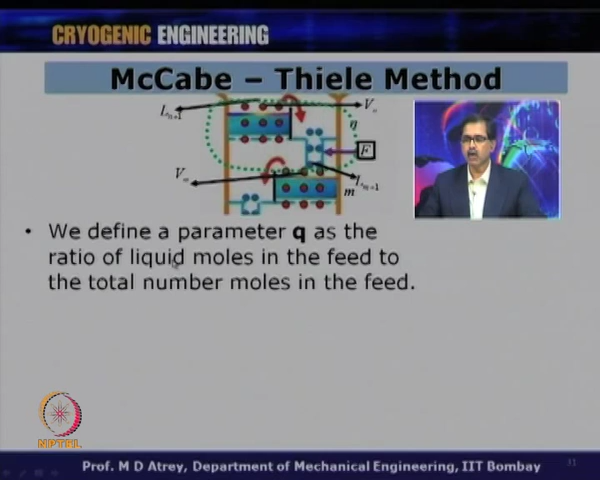 CRYOGENIC ENGINEERING
McCabe – Thiele Method
F
m
• We define a parameter q as the
ratio of liquid moles in the feed to
the total number moles in the feed.
NPTEL
Prof. M D Atrey, Department of Mechanical Engineering, IIT Bombay